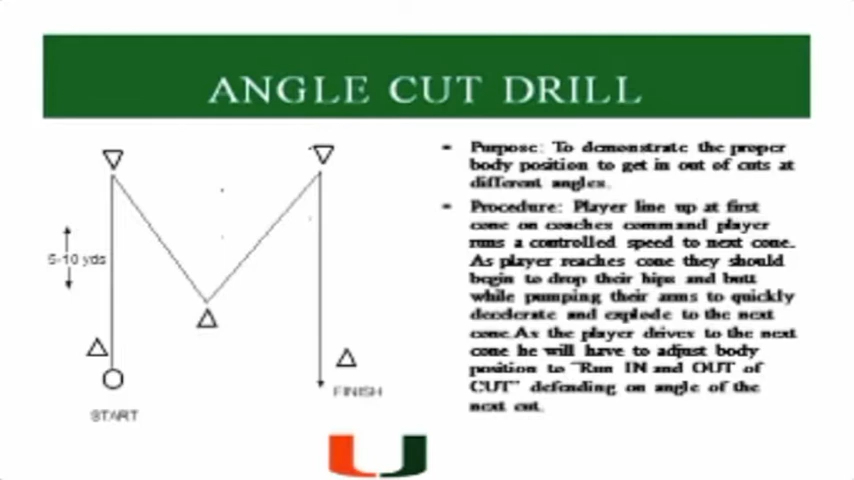 ANGLE CUT DRILL
- Purpose: To demonstrate the proper
body position to get in out of cuts at
different angles.
- Procedure: Player line up at first
cone on coaches command player
runs a controlled speed to next cone.
As player reaches cone they should
begin to drop their hips and butt
while pumping their arms to quickly
decelerate and explode to the next
cone.As the player drives to the next
cone he will have to adjust body
position to "Run IN and OUT of
CUT" defending on angle of the
next cut.
5-10 yds
START
FINISH
U